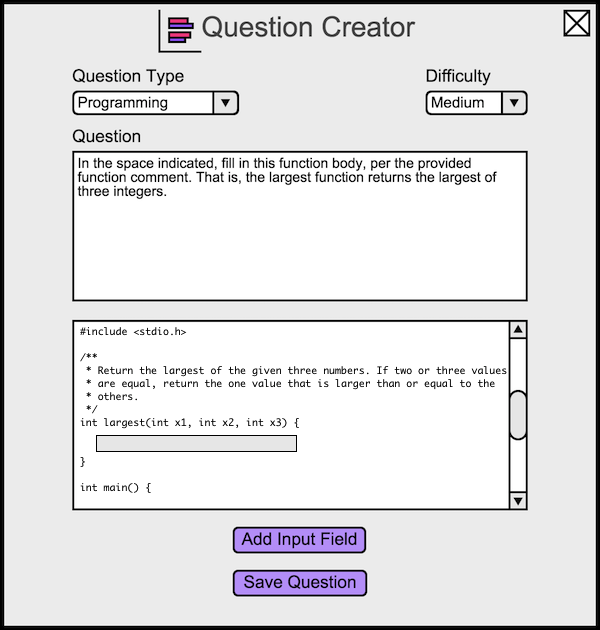 Question Creator
Question Type
Difficulty
Programming
Medium
Question
In the space indicated, fill in this function body, per the provided
function comment. That is, the largest function returns the largest of
three integers.
#include <stdio.h>
/**
* Return the largest of the given three numbers. If two or three values
* are equal, return the one value that is larger than or equal to the
* others.
*/
int largest(int x1, int x2, int x3) {
}
int main() {
Add Input Field
Save Question